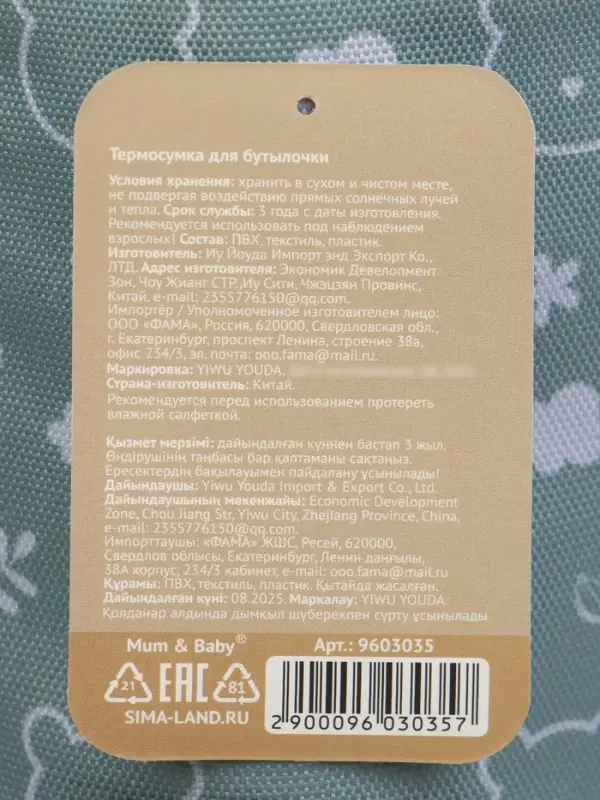 Термосумка для бутылочки
Условия хранения: хранить в сухом и чистом месте,
не подвергая воздействию прямых солнечных лучей
и тепла. Срок службы: 3 года с даты изготовления.
Рекомендуется использовать под наблюдением
взрослых! Состав: ПВХ, текстиль, пластик.
Изготовитель: Иу Йоуда Импорт энд Экспорт Ко.,
ЛТД. Адрес изготовителя: Экономик Девелопмент
Зон, Чоу Жианг СТР.,Иу Сити, Чжэцзян Провинс,
Китай, e-mail: 2355776150@qq.com.
Импортёр / Уполномоченное изготовителем лицо:
ООО «ФАМА», Россия, 620000, Свердловская обл.,
г. Екатеринбург, проспект Ленина, строение 38а,
офис 234/3, эл. почта: ooo.fama@mail.ru.
Маркировка: YIWU YOUDA.
Страна-изготовитель: Китай.
Рекомендуется перед использованием протереть
влажной салфеткой.
Қызмет мерзімі: дайындалған күннен бастап 3 жыл.
Өндірушінің таңбасы бар қаптаманы сақтаңыз.
Ересектердің бақылауымен пайдалану ұсынылады!
Дайындаушы: Yiwu Youda Import & Export Co., Ltd.
Дайындаушының мекенжайы: Economic Development
Zone, Chou Jiang Str, Yiwu City, Zhejiang Province, China,
e-mail: 2355776150@qq.com
Импорттаушы: «ФАМА» ЖШС, Ресей, 620000,
Свердлов облысы, Екатеринбург, Ленин даңғылы,
38А корпус, 234/3 кабинет, e-mail: ooo.fama@mail.ru
Құрамы: ПВХ, текстиль, пластик. Қытайда жасалған.
Дайындалған күні: 08.2025. Маркалау: YIWU YOUDA.
Қолданар алдында дымқыл шүберекпен сүрту ұсынылады
Mum & Baby® Арт.: 9603035
21 EAC 81
SIMA-LAND.RU
2 900096 030357